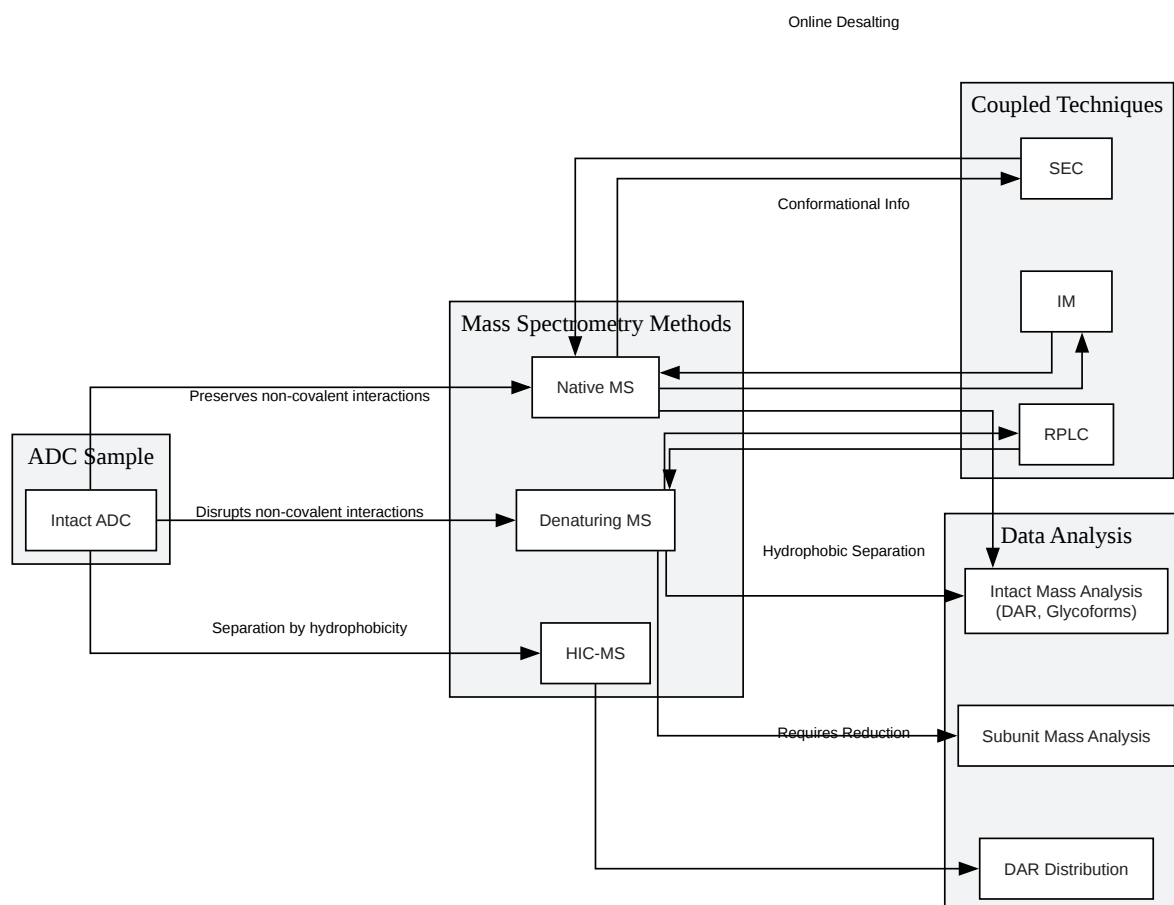 Online Desalting
Coupled Techniques
SEC
Conformational Info
IM
Mass Spectrometry Methods
Native MS
Preserves non-covalent interactions
RPLC
ADC Sample
Intact ADC
Disrupts non-covalent interactions
Denaturing MS
Data Analysis
Hydrophobic Separation
Intact Mass Analysis
(DAR, Glycoforms)
Separation by hydrophobicity
HIC-MS
Requires Reduction
Subunit Mass Analysis
DAR Distribution